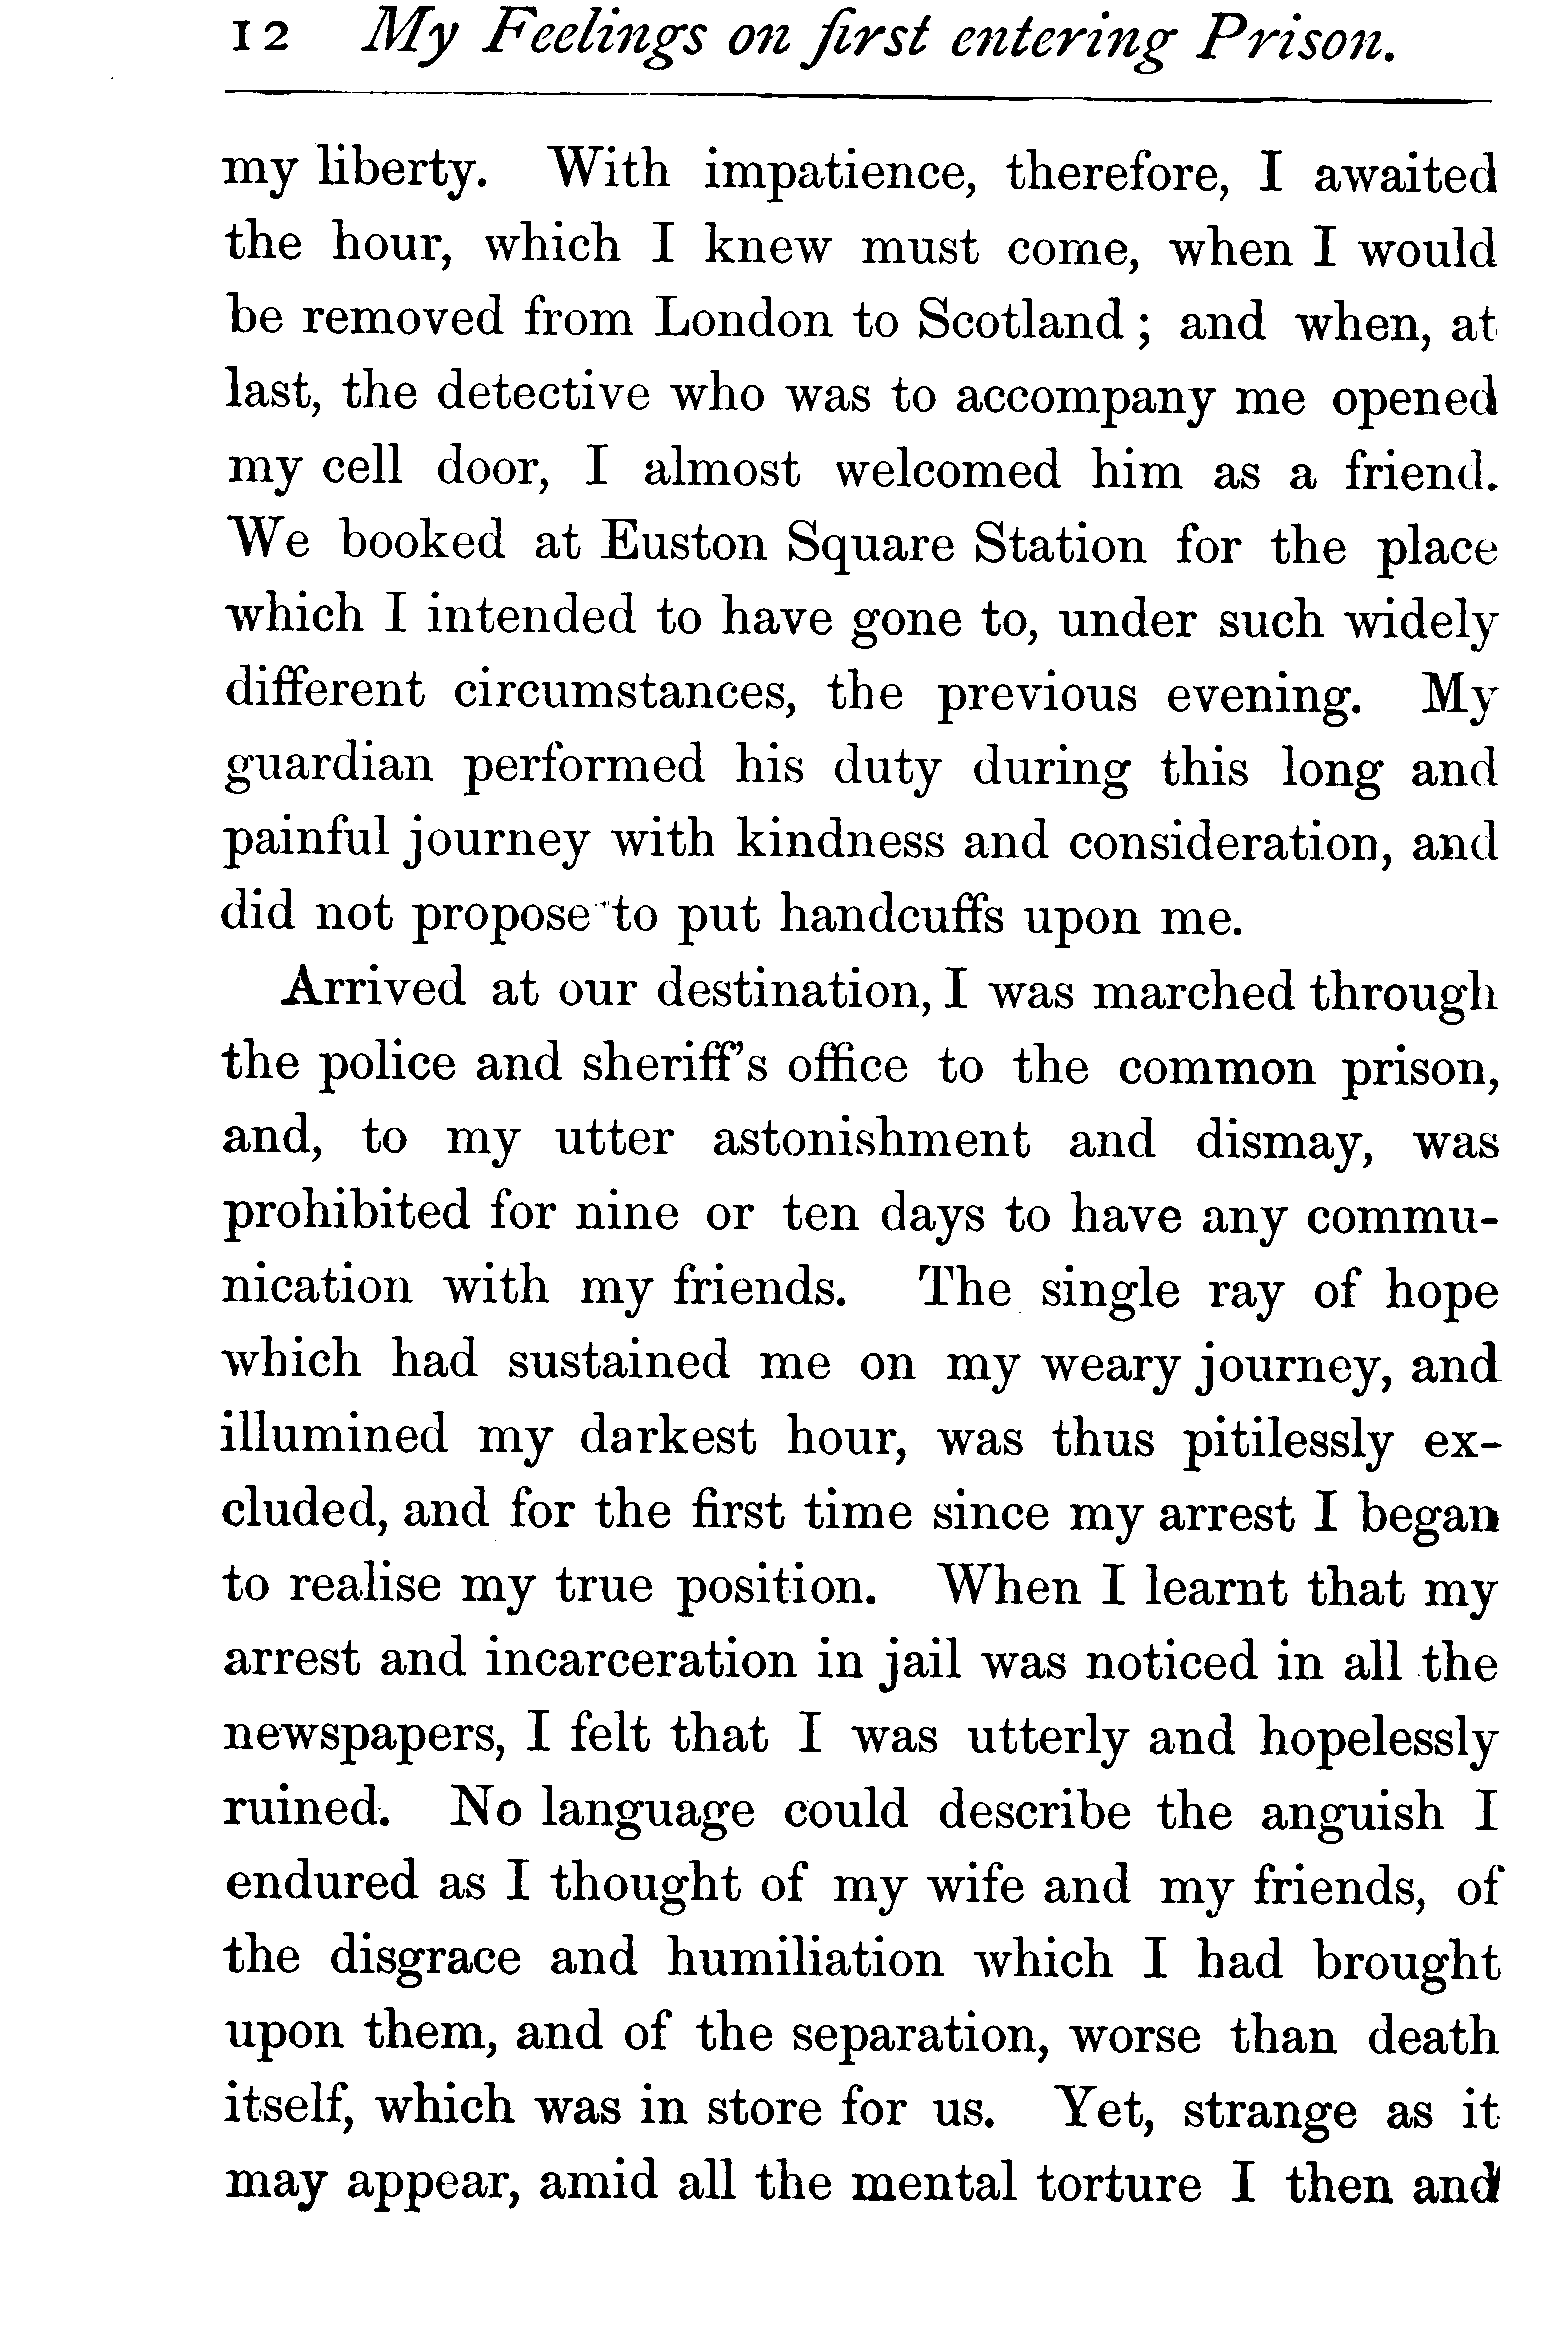 12 My Feelings on first entering Prison.
my liberty. With impatience, therefore, I awaited
the hour, which I knew must come, when I would
be removed from London to Scotland ; and when, at
last, the detective who was to accompany me opened
my cell door, I almost welcomed him as a friend.
We booked at Euston Square Station for the place
which I intended to have gone to, under such widely
different circumstances, the previous evening. My
guardian performed his duty during this long and
painful journey with kindness and consideration, and
did not propose to put handcuffs upon me.
Arrived at our destination, I was marched through
the police and sheriff's office to the common prison,
and, to my utter astonishment and dismay, was
prohibited for nine or ten days to have any commu-
nication with my friends. The single ray of hope
which had sustained me on my weary journey, and
illumined my darkest hour, was thus pitilessly ex-
cluded, and for the first time since my arrest I began
to realise my true position. When I learnt that my
arrest and incarceration in jail was noticed in all the
newspapers, I felt that I was utterly and hopelessly
ruined. No language could describe the anguish I
endured as I thought of my wife and my friends, of
the disgrace and humiliation which I had brought
upon them, and of the separation, worse than death
itself, which was in store for us. Yet, strange as it
may appear, amid all the mental torture I then and